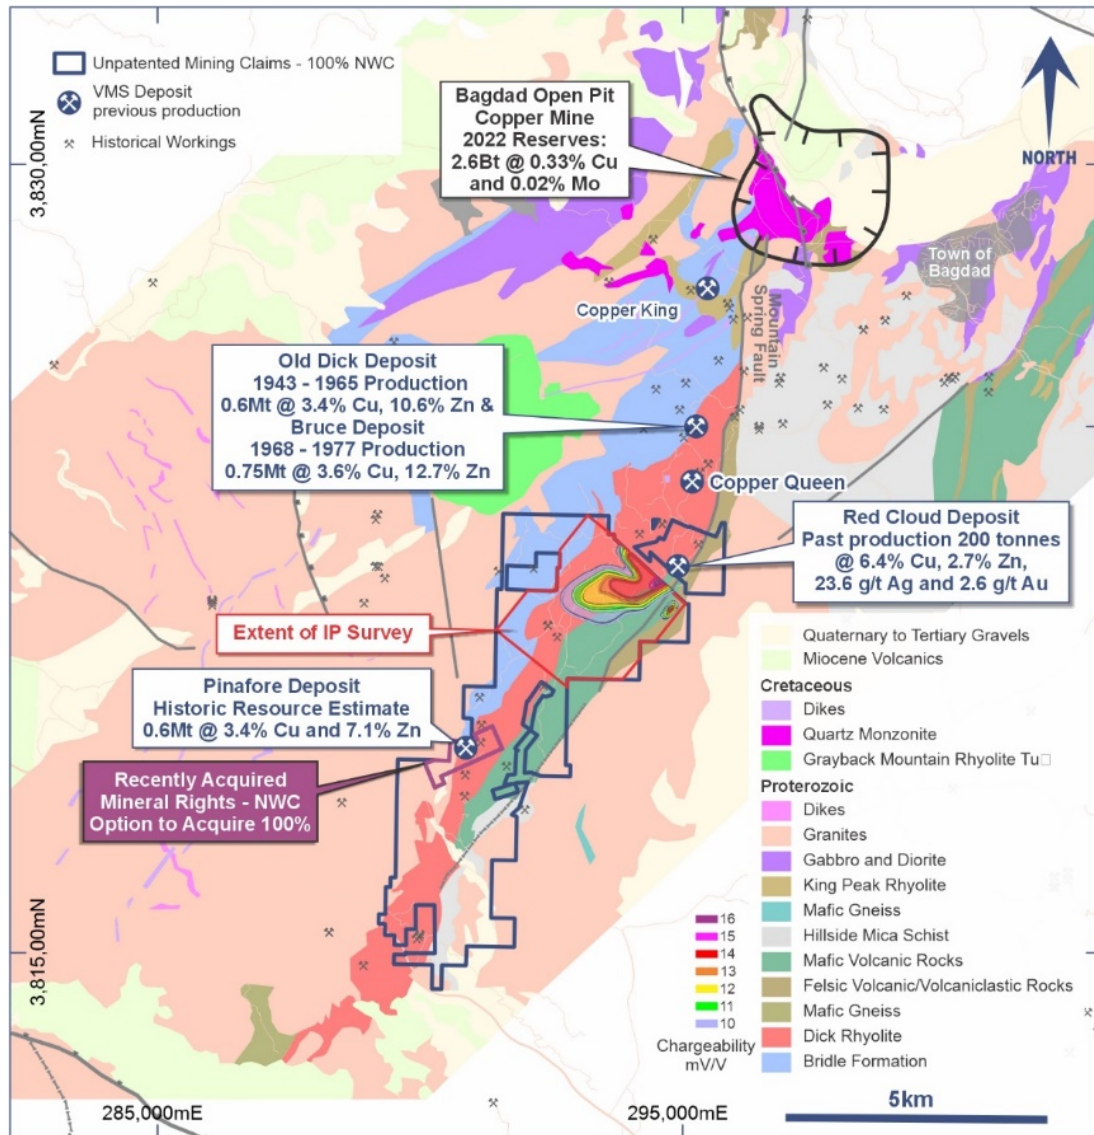 Unpatented Mining Claims - 100% NWC
VMS Deposit
previous production
Historical Workings
Bagdad Open Pit
Copper Mine
2022 Reserves:
2.6Bt @ 0.33% Cu
and 0.02% Mo
NORTH
3,830,00mN
Town of
Bagdad
Copper King
Mountain
Spring Fault
Old Dick Deposit
1943 - 1965 Production
0.6Mt @ 3.4% Cu, 10.6% Zn &
Bruce Deposit
1968 - 1977 Production
0.75Mt @ 3.6% Cu, 12.7% Zn
Copper Queen
Red Cloud Deposit
Past production 200 tonnes
@ 6.4% Cu, 2.7% Zn,
23.6 g/t Ag and 2.6 g/t Au
Extent of IP Survey
Pinafore Deposit
Historic Resource Estimate
0.6Mt @ 3.4% Cu and 7.1% Zn
Recently Acquired
Mineral Rights - NWC
Option to Acquire 100%
Quaternary to Tertiary Gravels
Miocene Volcanics
Cretaceous
Dikes
Quartz Monzonite
Grayback Mountain Rhyolite Tu□
Proterozoic
Dikes
Granites
Gabbro and Diorite
King Peak Rhyolite
Mafic Gneiss
Hillside Mica Schist
Mafic Volcanic Rocks
Felsic Volcanic/Volcaniclastic Rocks
Mafic Gneiss
Dick Rhyolite
Bridle Formation
16
15
14
13
12
11
10
Chargeability
mV/V
3,815,00mN
285,000mE
295,000mE
5km